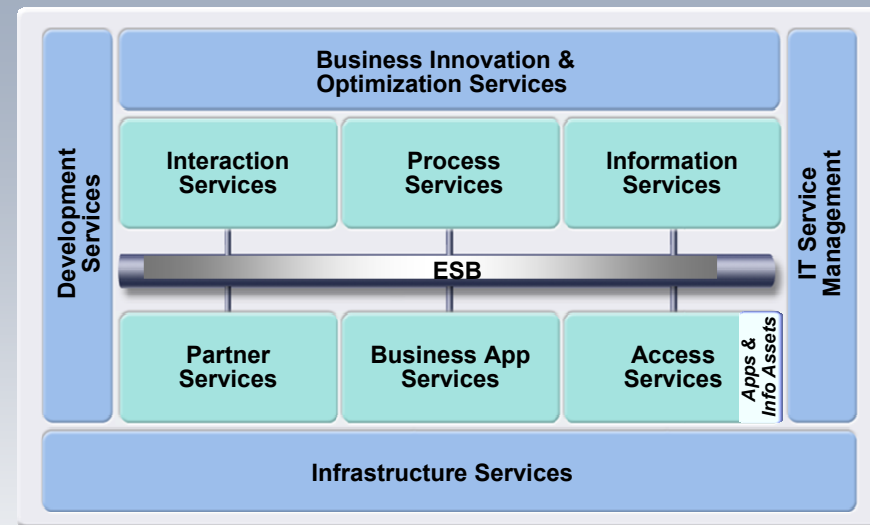 Business Innovation &
Optimization Services
Development
Services
Interaction
Services
Process
Services
Information
Services
IT Service
Management
ESB
Partner
Services
Business App
Services
Access
Services
Apps &
Info Assets
Infrastructure Services